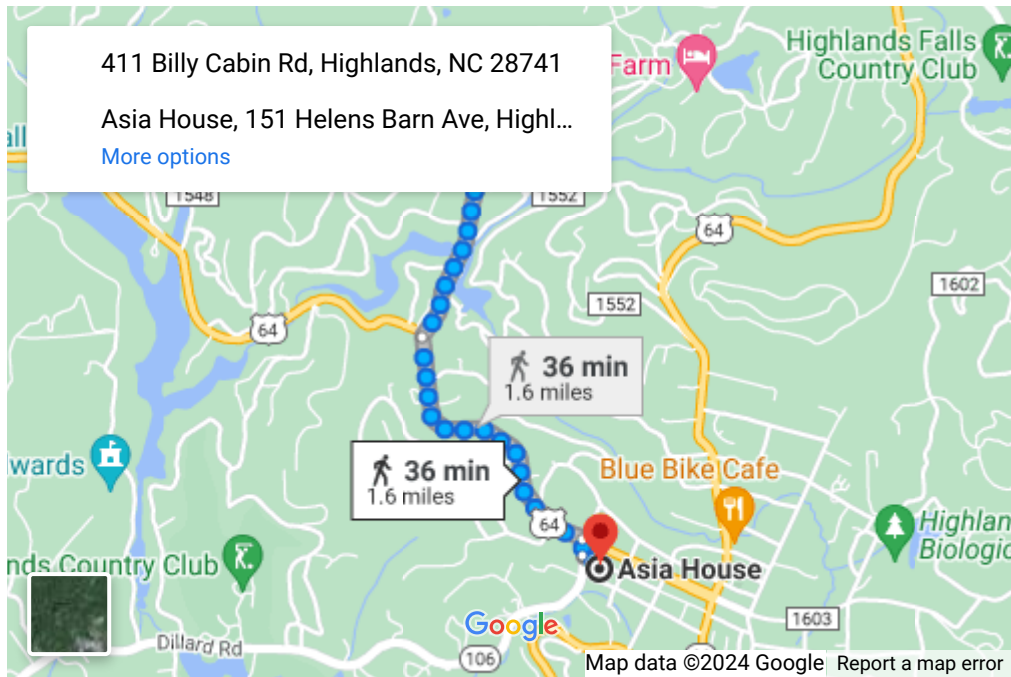 411 Billy Cabin Rd, Highlands, NC 28741
Asia House, 151 Helens Barn Ave, Highl...
More options
Farm
Highlands Falls
Country Club
all
1548
1552
64
1602
1552
64
36 min
1.6 miles
36 min
1.6 miles
wards
Blue Bike Cafe
64
Highlan
Biologic
nds Country Club
Asia House
Google
1603
Dillard Rd
106
Map data ©2024 Google
Report a map error